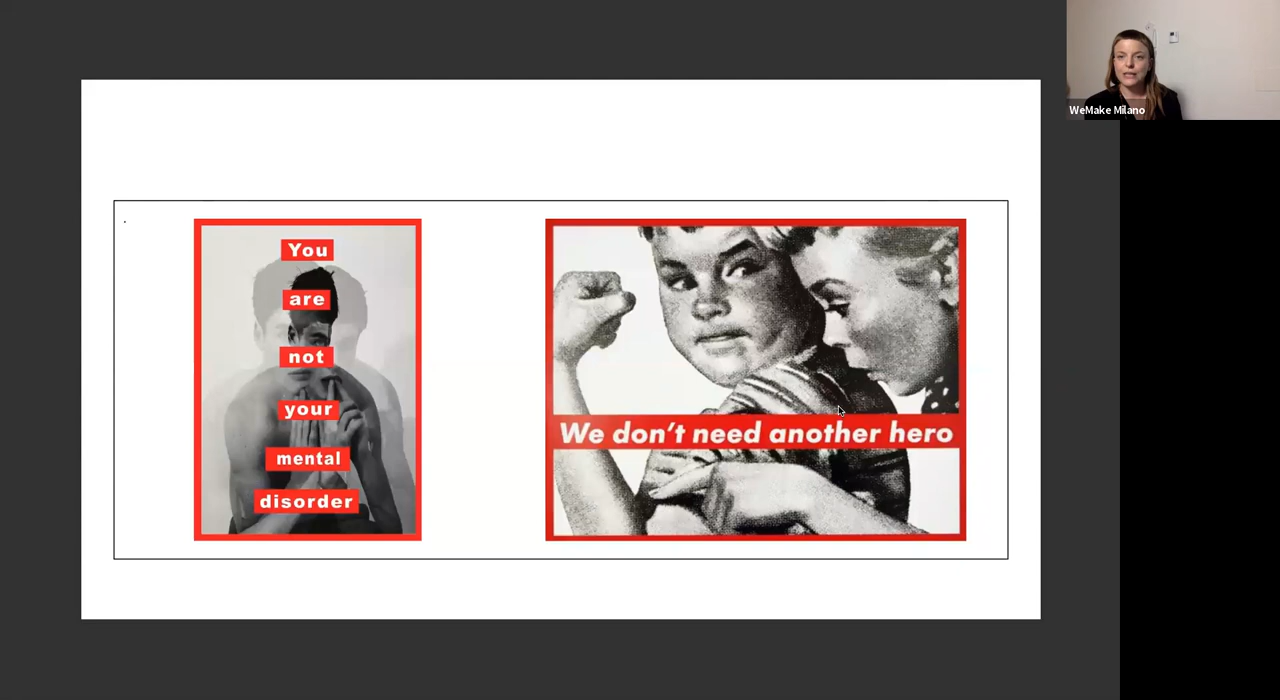 You
are
not
your
mental
disorder
We don't need another hero
WeMake Milano